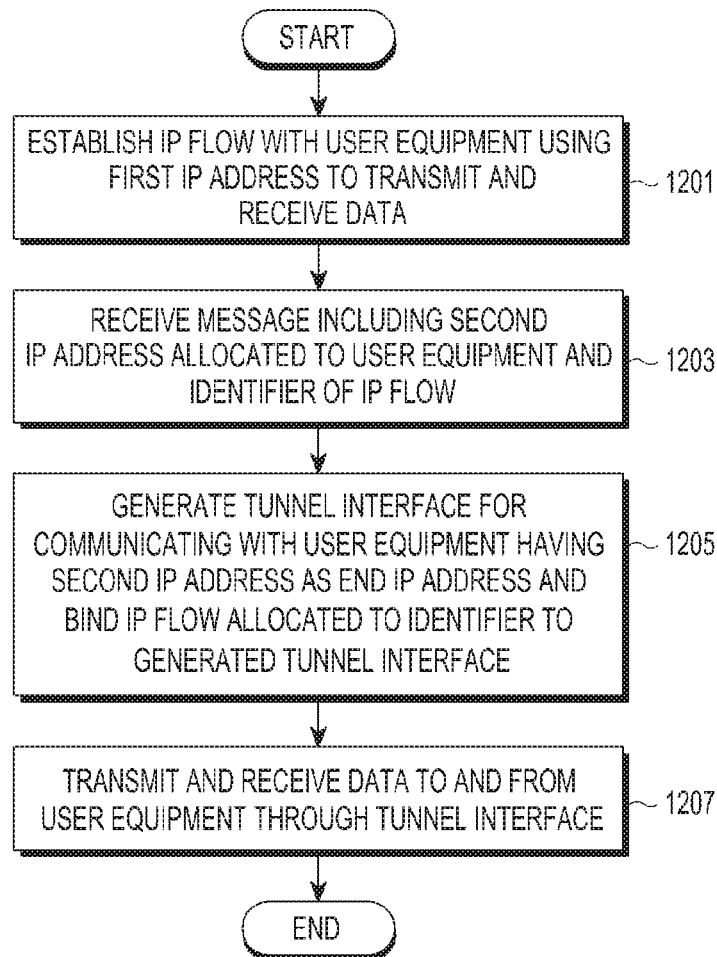 START
ESTABLISH IP FLOW WITH USER EQUIPMENT USING
FIRST IP ADDRESS TO TRANSMIT AND
RECEIVE DATA
1201
RECEIVE MESSAGE INCLUDING SECOND
IP ADDRESS ALLOCATED TO USER EQUIPMENT AND
IDENTIFIER OF IP FLOW
1203
GENERATE TUNNEL INTERFACE FOR
COMMUNICATING WITH USER EQUIPMENT HAVING
SECOND IP ADDRESS AS END IP ADDRESS AND
BIND IP FLOW ALLOCATED TO IDENTIFIER TO
GENERATED TUNNEL INTERFACE
1205
TRANSMIT AND RECEIVE DATA TO AND FROM
USER EQUIPMENT THROUGH TUNNEL INTERFACE
1207
END